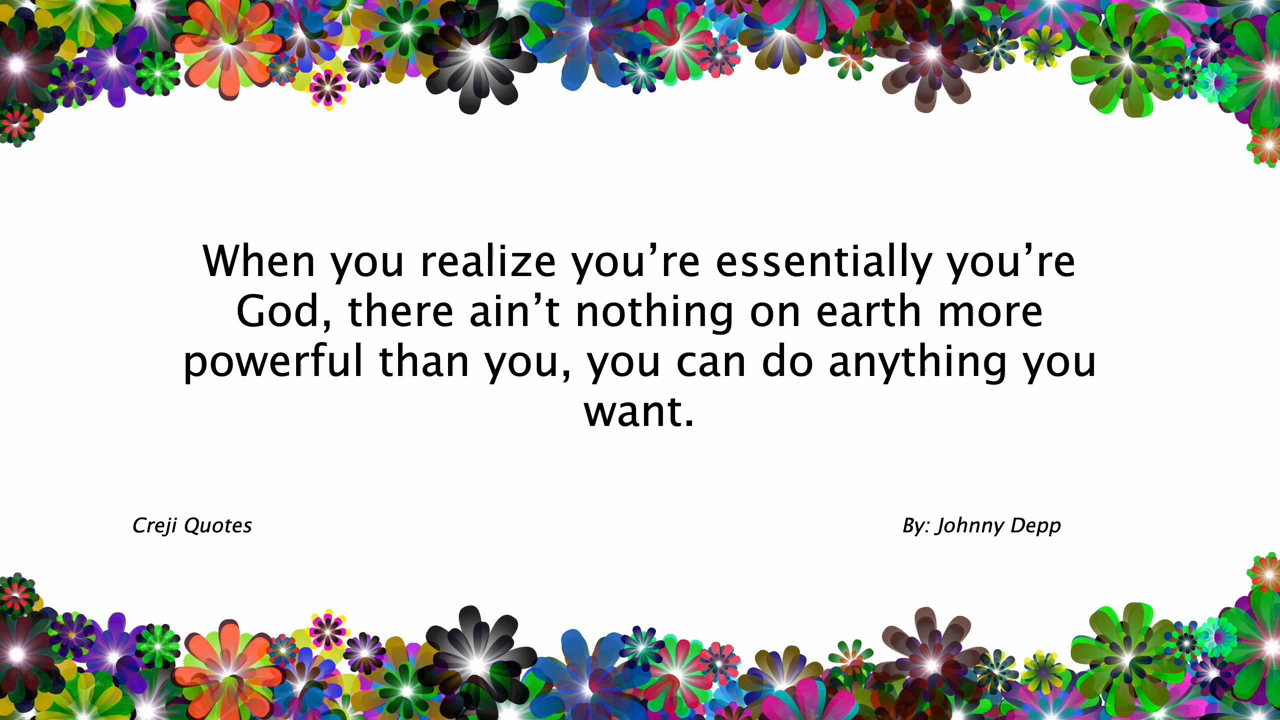 When you realize you’re essentially you’re
God, there ain’t nothing on earth more
powerful than you, you can do anything you
want.
Creji Quotes
By: Johnny Depp